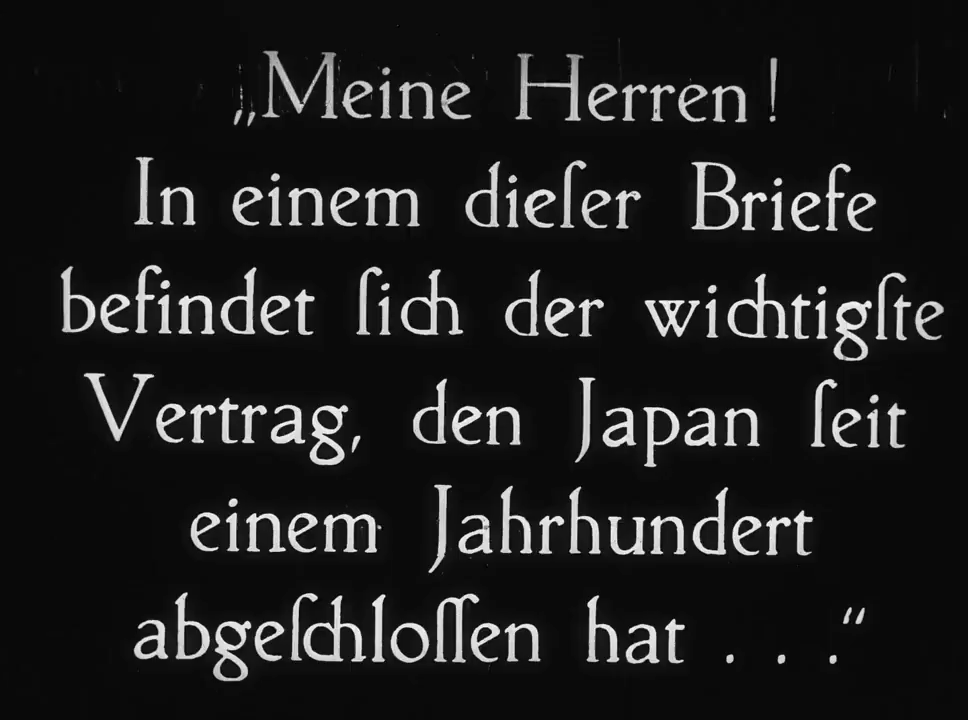 „Meine Herren!
In einem dieſer Briefe
befindet ſich der wichtigſte
Vertrag, den Japan ſeit
einem Jahrhundert
abgeſchloſſen hat . . .“